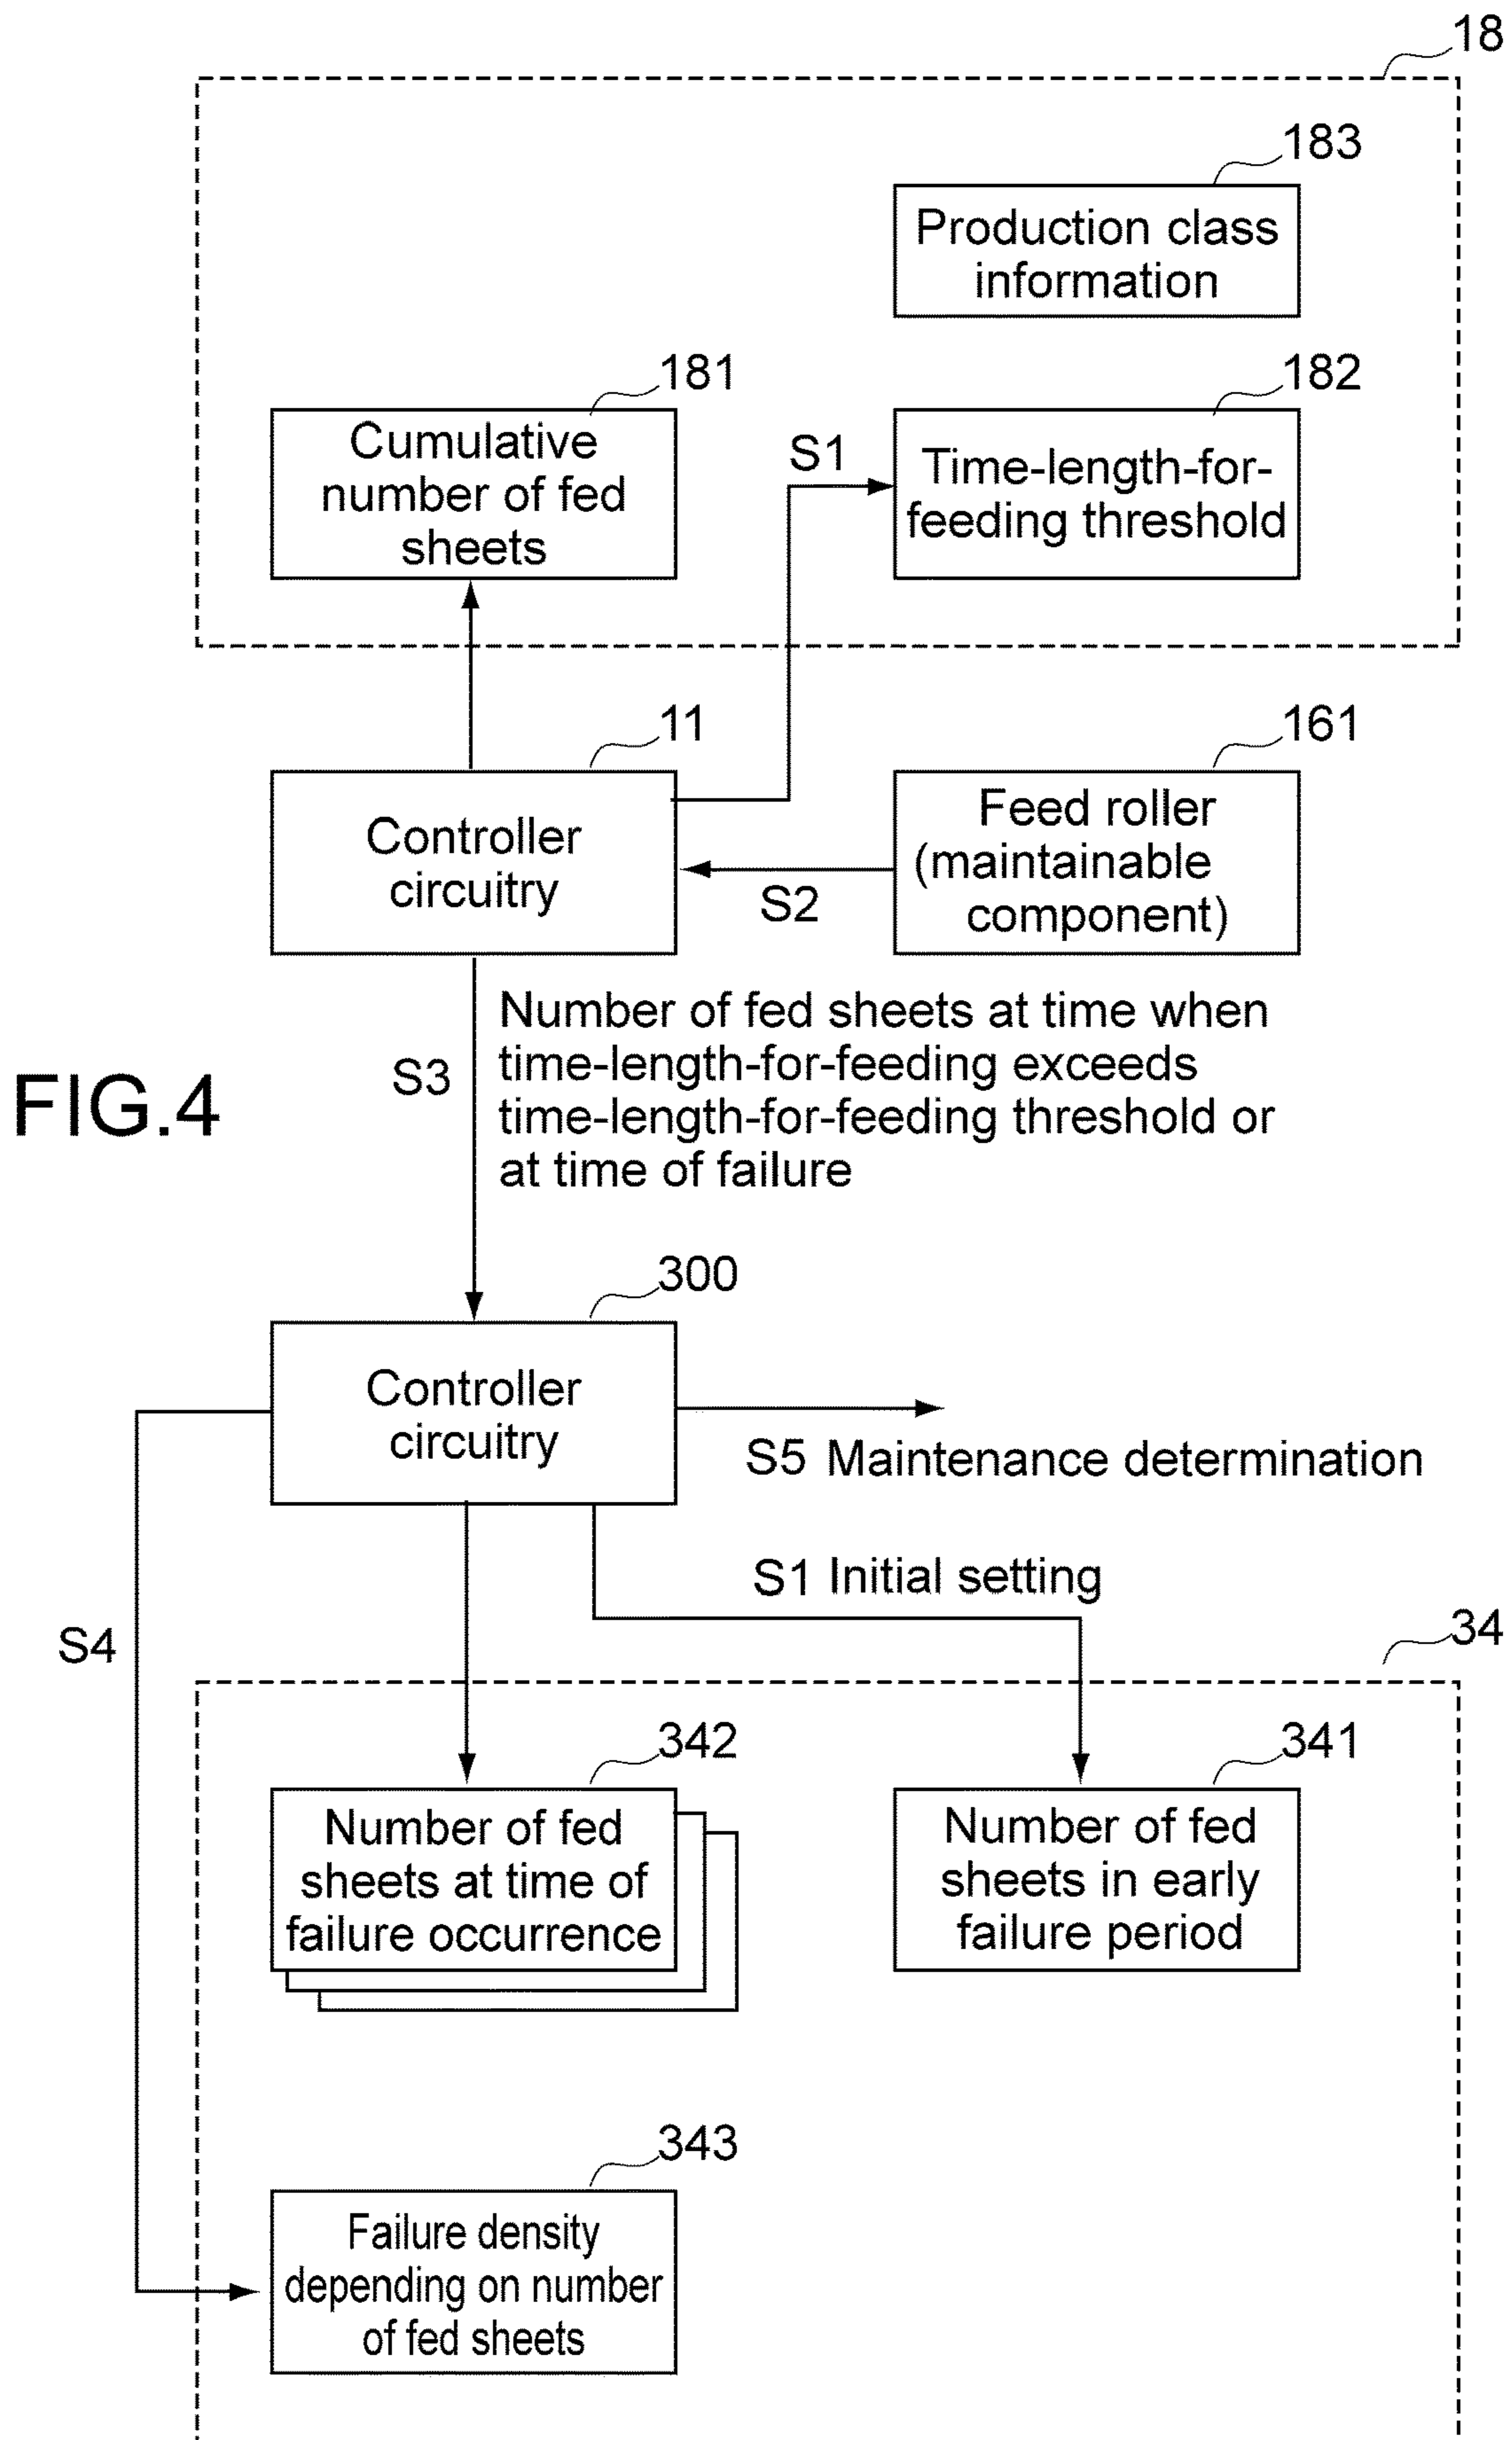 18
183
Production class
information
181
Cumulative
number of fed
sheets
182
S1
Time-length-for-
feeding threshold
11
Controller
circuitry
161
Feed roller
(maintainable
component)
S2
FIG.4
S3
Number of fed sheets at time when
time-length-for-feeding exceeds
time-length-for-feeding threshold or
at time of failure
300
Controller
circuitry
S5 Maintenance determination
S1 Initial setting
S4
34
342
Number of fed
sheets at time of
failure occurrence
341
Number of fed
sheets in early
failure period
343
Failure density
depending on number
of fed sheets